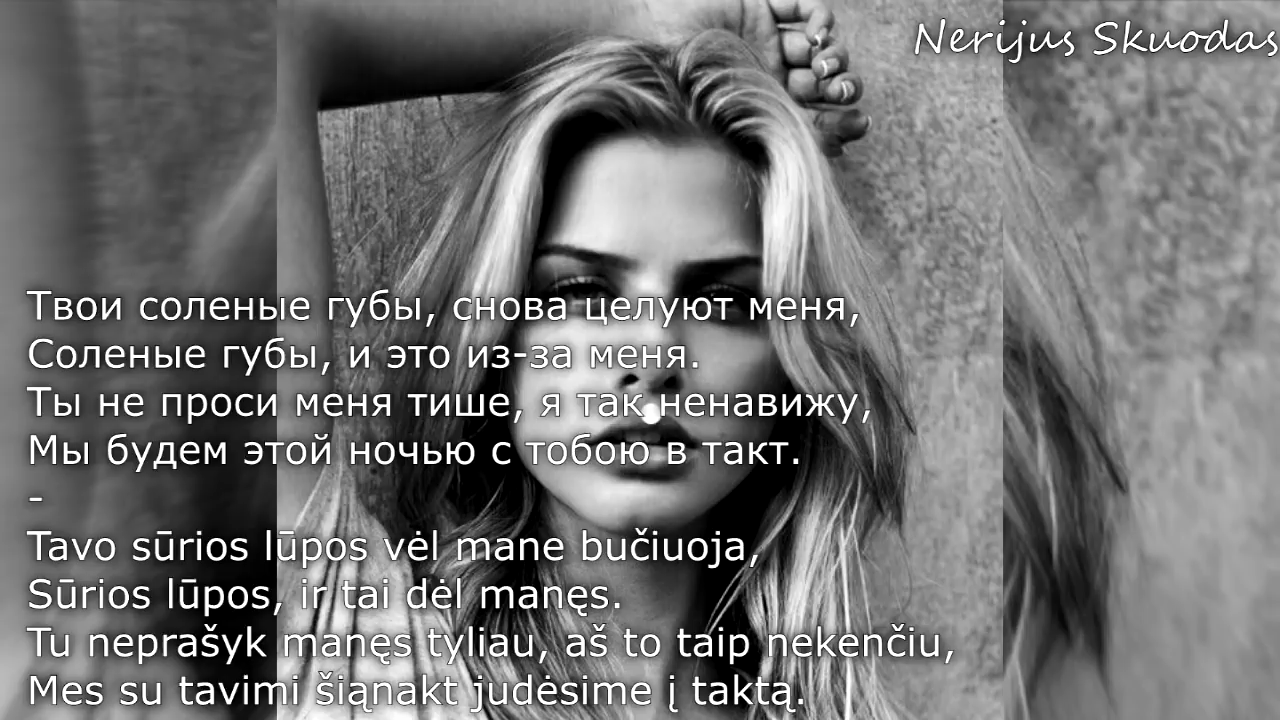 Nerijus Skuodas
Твои соленые губы, снова целуют меня,
Соленые губы, и это из-за меня.
Ты не проси меня тише, я так ненавижу,
Мы будем этой ночью с тобою в такт.
-
Tavo sūrios lūpos vėl mane bučiuoja,
Sūrios lūpos, ir tai dėl manęs.
Tu neprašyk manęs tyliau, aš to taip nekenčiu,
Mes su tavimi šiąnakt judėsime į taktą.